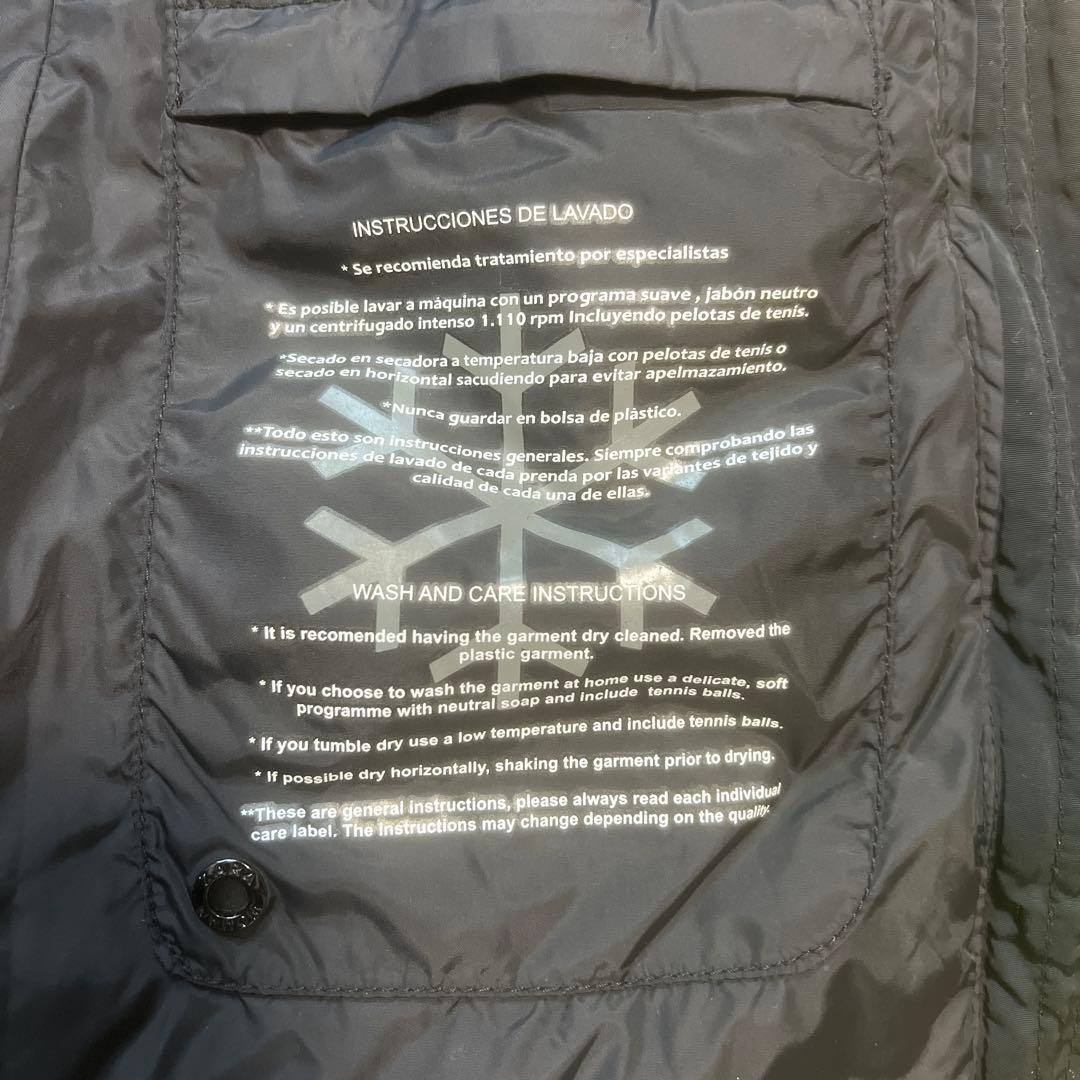 INSTRUCCIONES DE LAVADO
* Se recomienda tratamiento por especialistas
* Es posible lavar a máquina con un programa suave , jabón neutro
y un centrifugado intenso 1.110 rpm Incluyendo pelotas de tenis.
*Secado en secadora a temperatura baja con pelotas de tenis o
secado en horizontal sacudiendo para evitar apelmazamiento.
*Nunca guardar en bolsa de plástico.
**Todo esto son instrucciones generales. Siempre comprobando las
instrucciones de lavado de cada prenda por las variantes de tejido y
calidad de cada una de ellas.
WASH AND CARE INSTRUCTIONS
* It is recomended having the garment dry cleaned. Removed the
plastic garment.
* If you choose to wash the garment at home use a delicate, soft
programme with neutral soap and include tennis balls.
* If you tumble dry use a low temperature and include tennis balls.
* If possible dry horizontally, shaking the garment prior to drying.
**These are general instructions, please always read each individual
care label. The instructions may change depending on the quality.
ZARA